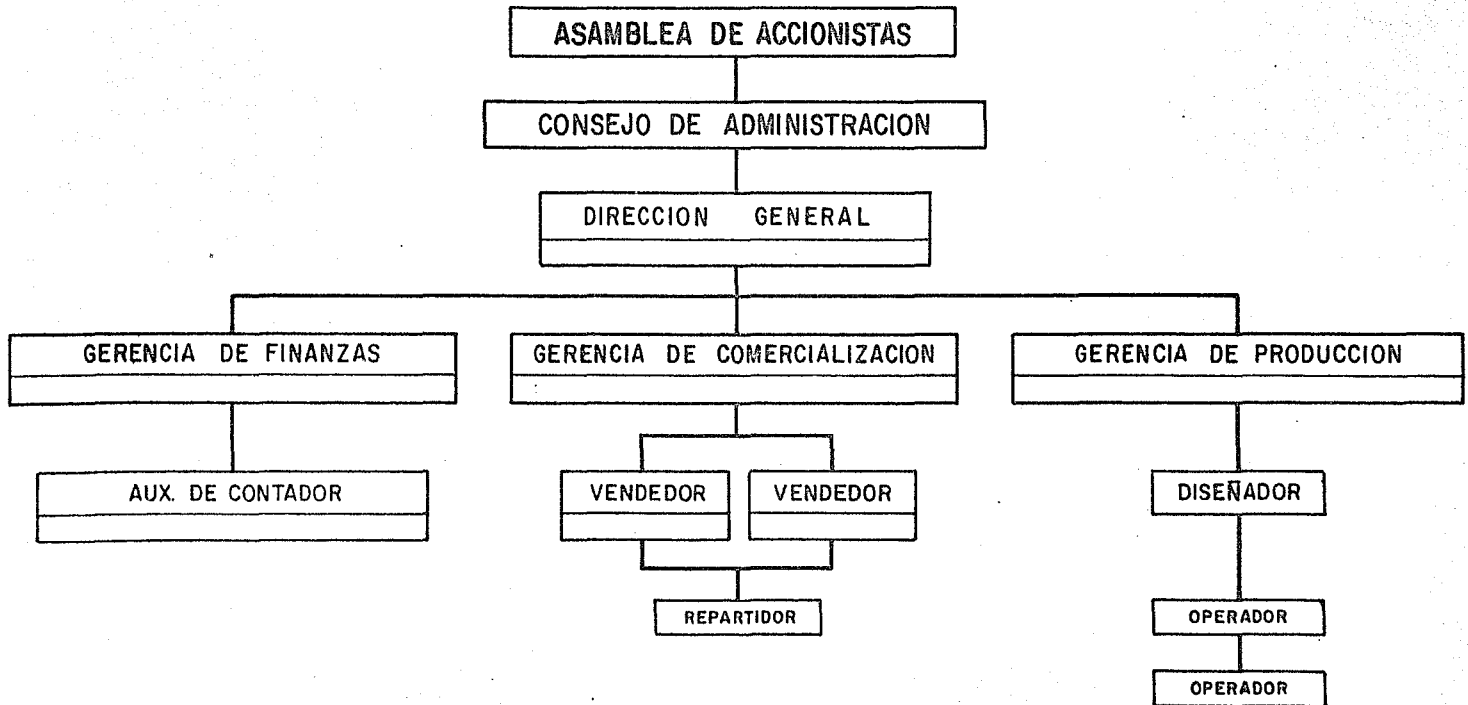 ASAMBLEA DE ACCIONISTAS
CONSEJO DE ADMINISTRACION
DIRECCION GENERAL
GERENCIA DE FINANZAS
GERENCIA DE COMERCIALIZACION
GERENCIA DE PRODUCCION
AUX. DE CONTADOR
VENDEDOR
VENDEDOR
DISEÑADOR
REPARTIDOR
OPERADOR
OPERADOR